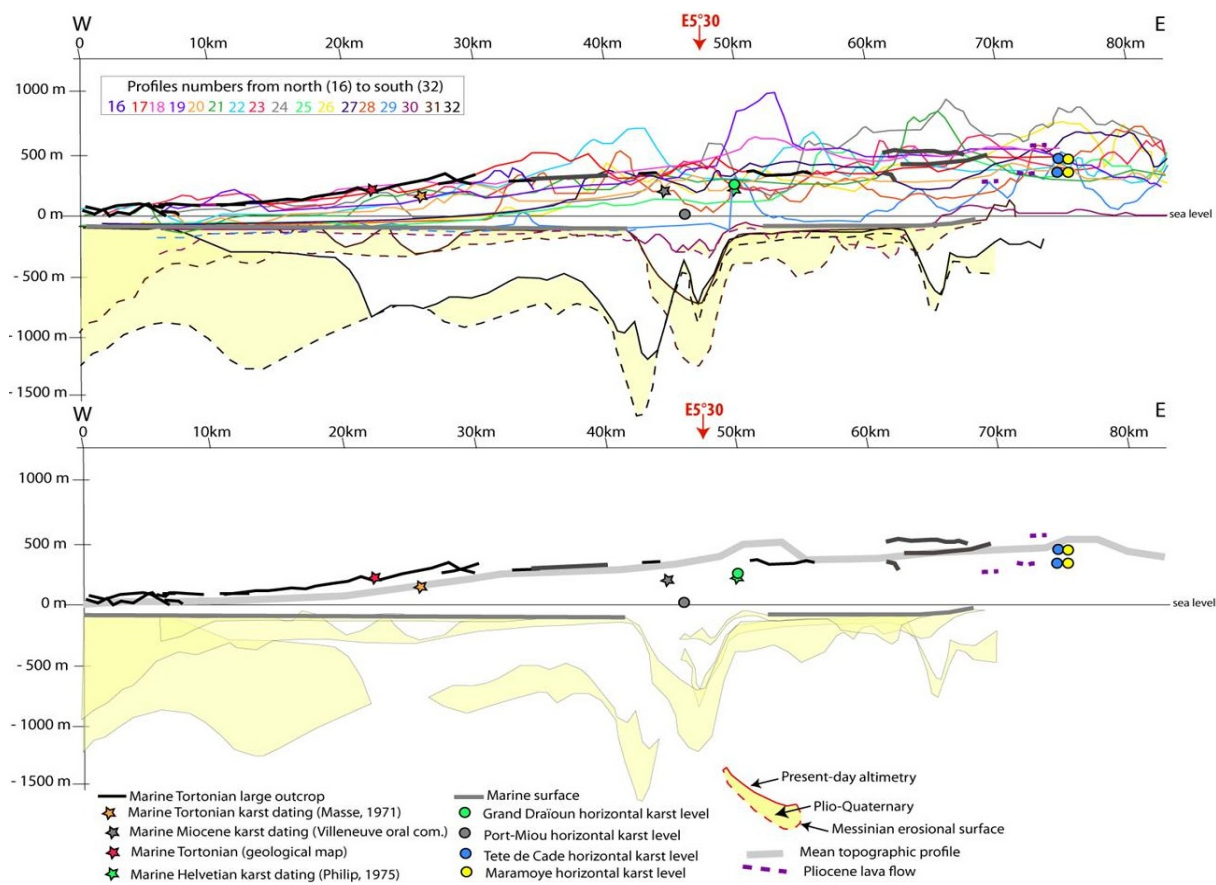 W E5°30 E
0 10km 20km 30km 40km 50km 60km 70km 80km
1000 m
Profiles numbers from north (16) to south (32)
16 17 18 19 20 21 22 23 24 25 26 27 28 29 30 31 32
500 m
0 m sea level
-500 m
-1000 m
-1500 m
W E5°30 E
0 10km 20km 30km 40km 50km 60km 70km 80km
1000 m
500 m
0 m sea level
- 500 m
- 1000 m
- 1500 m
Marine Tortonian large outcrop
Marine Tortonian karst dating (Masse, 1971)
Marine Miocene karst dating (Villeneuve oral com.)
Marine Tortonian (geological map)
Marine Helvetian karst dating (Philip, 1975)
Marine surface
Grand Draïoun horizontal karst level
Port-Miou horizontal karst level
Tete de Cade horizontal karst level
Maramoye horizontal karst level
Present-day altimetry
Plio-Quaternary
Messinian erosional surface
Mean topographic profile
Pliocene lava flow